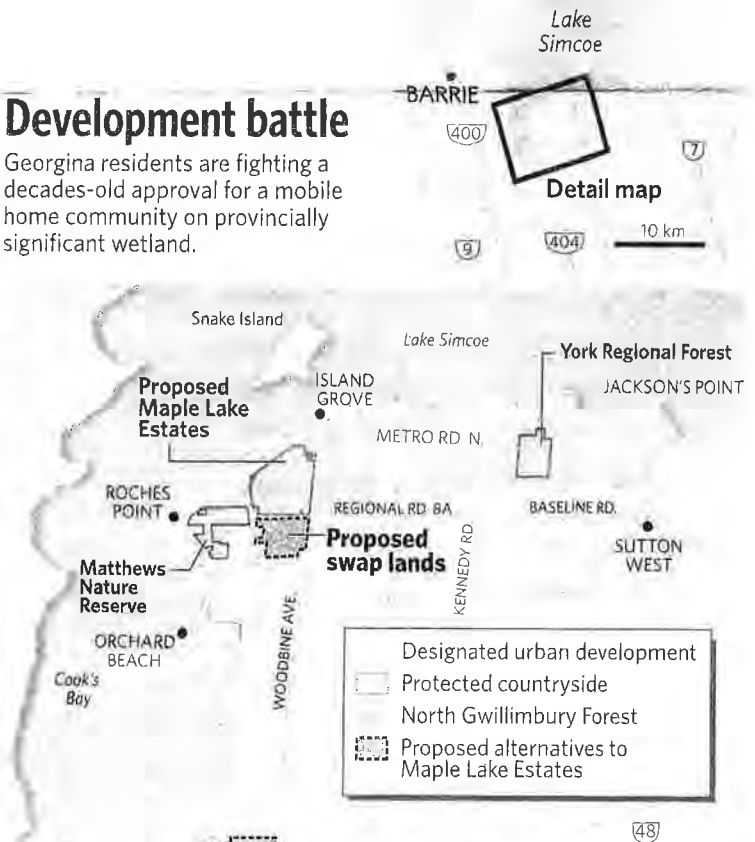 Lake
Simcoe
BARRIE
Development battle
400
7
Georgina residents are fighting a
decades-old approval for a mobile
home community on provincially
significant wetland.
Detail map
9
404
10 km
Snake Island
Lake Simcoe
York Regional Forest
Proposed
Maple Lake
Estates
ISLAND
GROVE
JACKSON'S POINT
METRO RD N.
ROCHES
POINT
REGIONAL RD 8A
BASELINE RD.
Proposed
swap lands
KENNEDY RD.
SUTTON
WEST
Matthews
Nature
Reserve
WOODBINE AVE.
ORCHARD
BEACH
Cook's
Bay
Designated urban development
Protected countryside
North Gwillimbury Forest
Proposed alternatives to
Maple Lake Estates
48